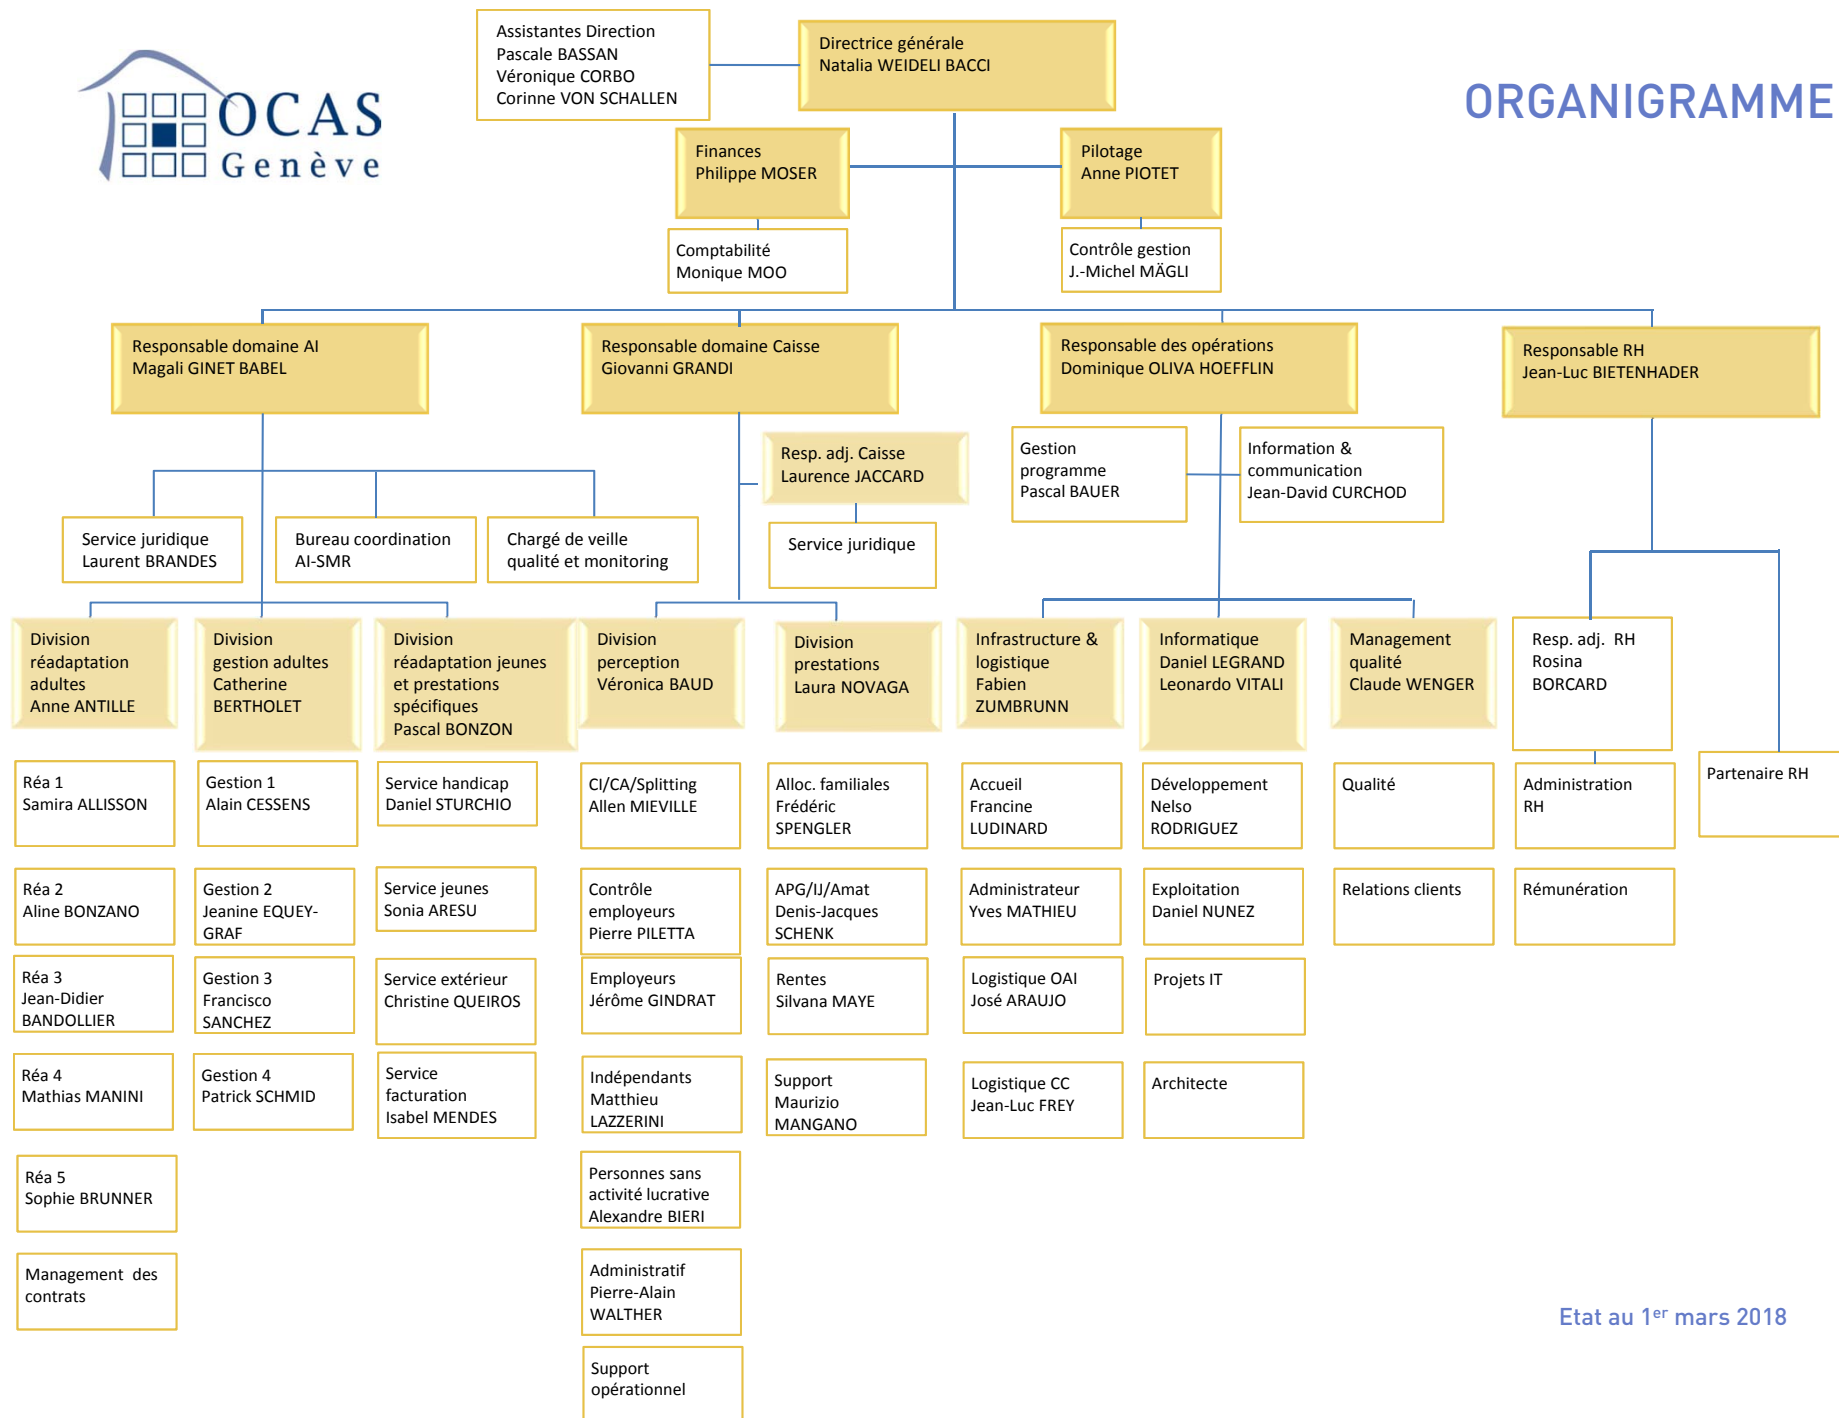 OCAS
Genève
Assistantes Direction
Pascale BASSAN
Véronique CORBO
Corinne VON SCHALLEN
Directrice générale
Natalia WEIDELI BACCI
ORGANIGRAMME
Finances
Philippe MOSER
Pilotage
Anne PIOTET
Comptabilité
Monique MOO
Contrôle gestion
J.-Michel MÄGLI
Responsable domaine AI
Magali GINET BABEL
Responsable domaine Caisse
Giovanni GRANDI
Responsable des opérations
Dominique OLIVA HOEFFLIN
Responsable RH
Jean-Luc BIETENHADER
Resp. adj. Caisse
Laurence JACCARD
Gestion
programme
Pascal BAUER
Information &
communication
Jean-David CURCHOD
Service juridique
Laurent BRANDES
Bureau coordination
AI-SMR
Chargé de veille
qualité et monitoring
Service juridique
Division
réadaptation
adultes
Anne ANTILLE
Division
gestion adultes
Catherine
BERTHOLET
Division
réadaptation jeunes
et prestations
spécifiques
Pascal BONZON
Division
perception
Véronica BAUD
Division
prestations
Laura NOVAGA
Infrastructure &
logistique
Fabien
ZUMBRUNN
Informatique
Daniel LEGRAND
Leonardo VITALI
Management
qualité
Claude WENGER
Resp. adj. RH
Rosina
BORCARD
Réa 1
Samira ALLISSON
Gestion 1
Alain CESSENS
Service handicap
Daniel STURCHIO
CI/CA/Splitting
Allen MIEVILLE
Alloc. familiales
Frédéric
SPENGLER
Accueil
Francine
LUDINARD
Développement
Nelso
RODRIGUEZ
Qualité
Administration
RH
Partenaire RH
Réa 2
Aline BONZANO
Gestion 2
Jeanine EQUEY-
GRAF
Service jeunes
Sonia ARESU
Contrôle
employeurs
Pierre PILETTA
APG/IJ/Amat
Denis-Jacques
SCHENK
Administrateur
Yves MATHIEU
Exploitation
Daniel NUNEZ
Relations clients
Rémunération
Réa 3
Jean-Didier
BANDOLLIER
Gestion 3
Francisco
SANCHEZ
Service extérieur
Christine QUEIROS
Employeurs
Jérôme GINDRAT
Rentes
Silvana MAYE
Logistique OAI
José ARAUJO
Projets IT
Réa 4
Mathias MANINI
Gestion 4
Patrick SCHMID
Service
facturation
Isabel MENDES
Indépendants
Matthieu
LAZZERINI
Support
Maurizio
MANGANO
Logistique CC
Jean-Luc FREY
Architecte
Réa 5
Sophie BRUNNER
Personnes sans
activité lucrative
Alexandre BIERI
Management des
contrats
Administratif
Pierre-Alain
WALTHER
Support
opérationnel
Etat au 1er mars 2018